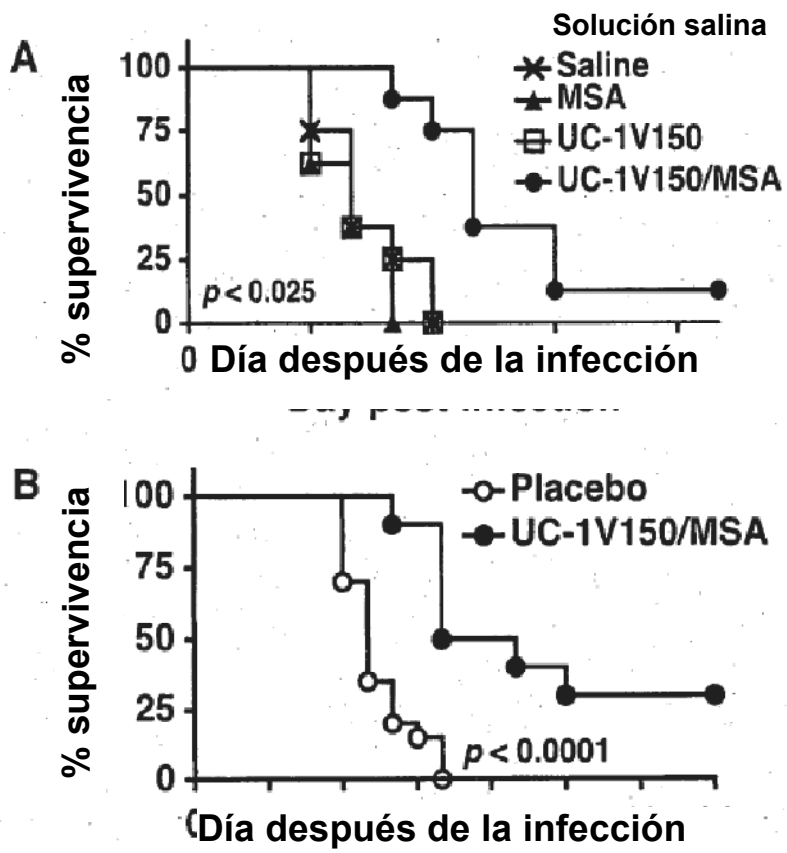 Solución salina
A
% supervivencia
100
75
50
25
0
Saline
MSA
UC-1V150
UC-1V150/MSA
p < 0.025
0 Día después de la infección
B
% supervivencia
100
75
50
25
0
Placebo
UC-1V150/MSA
p < 0.0001
Día después de la infección